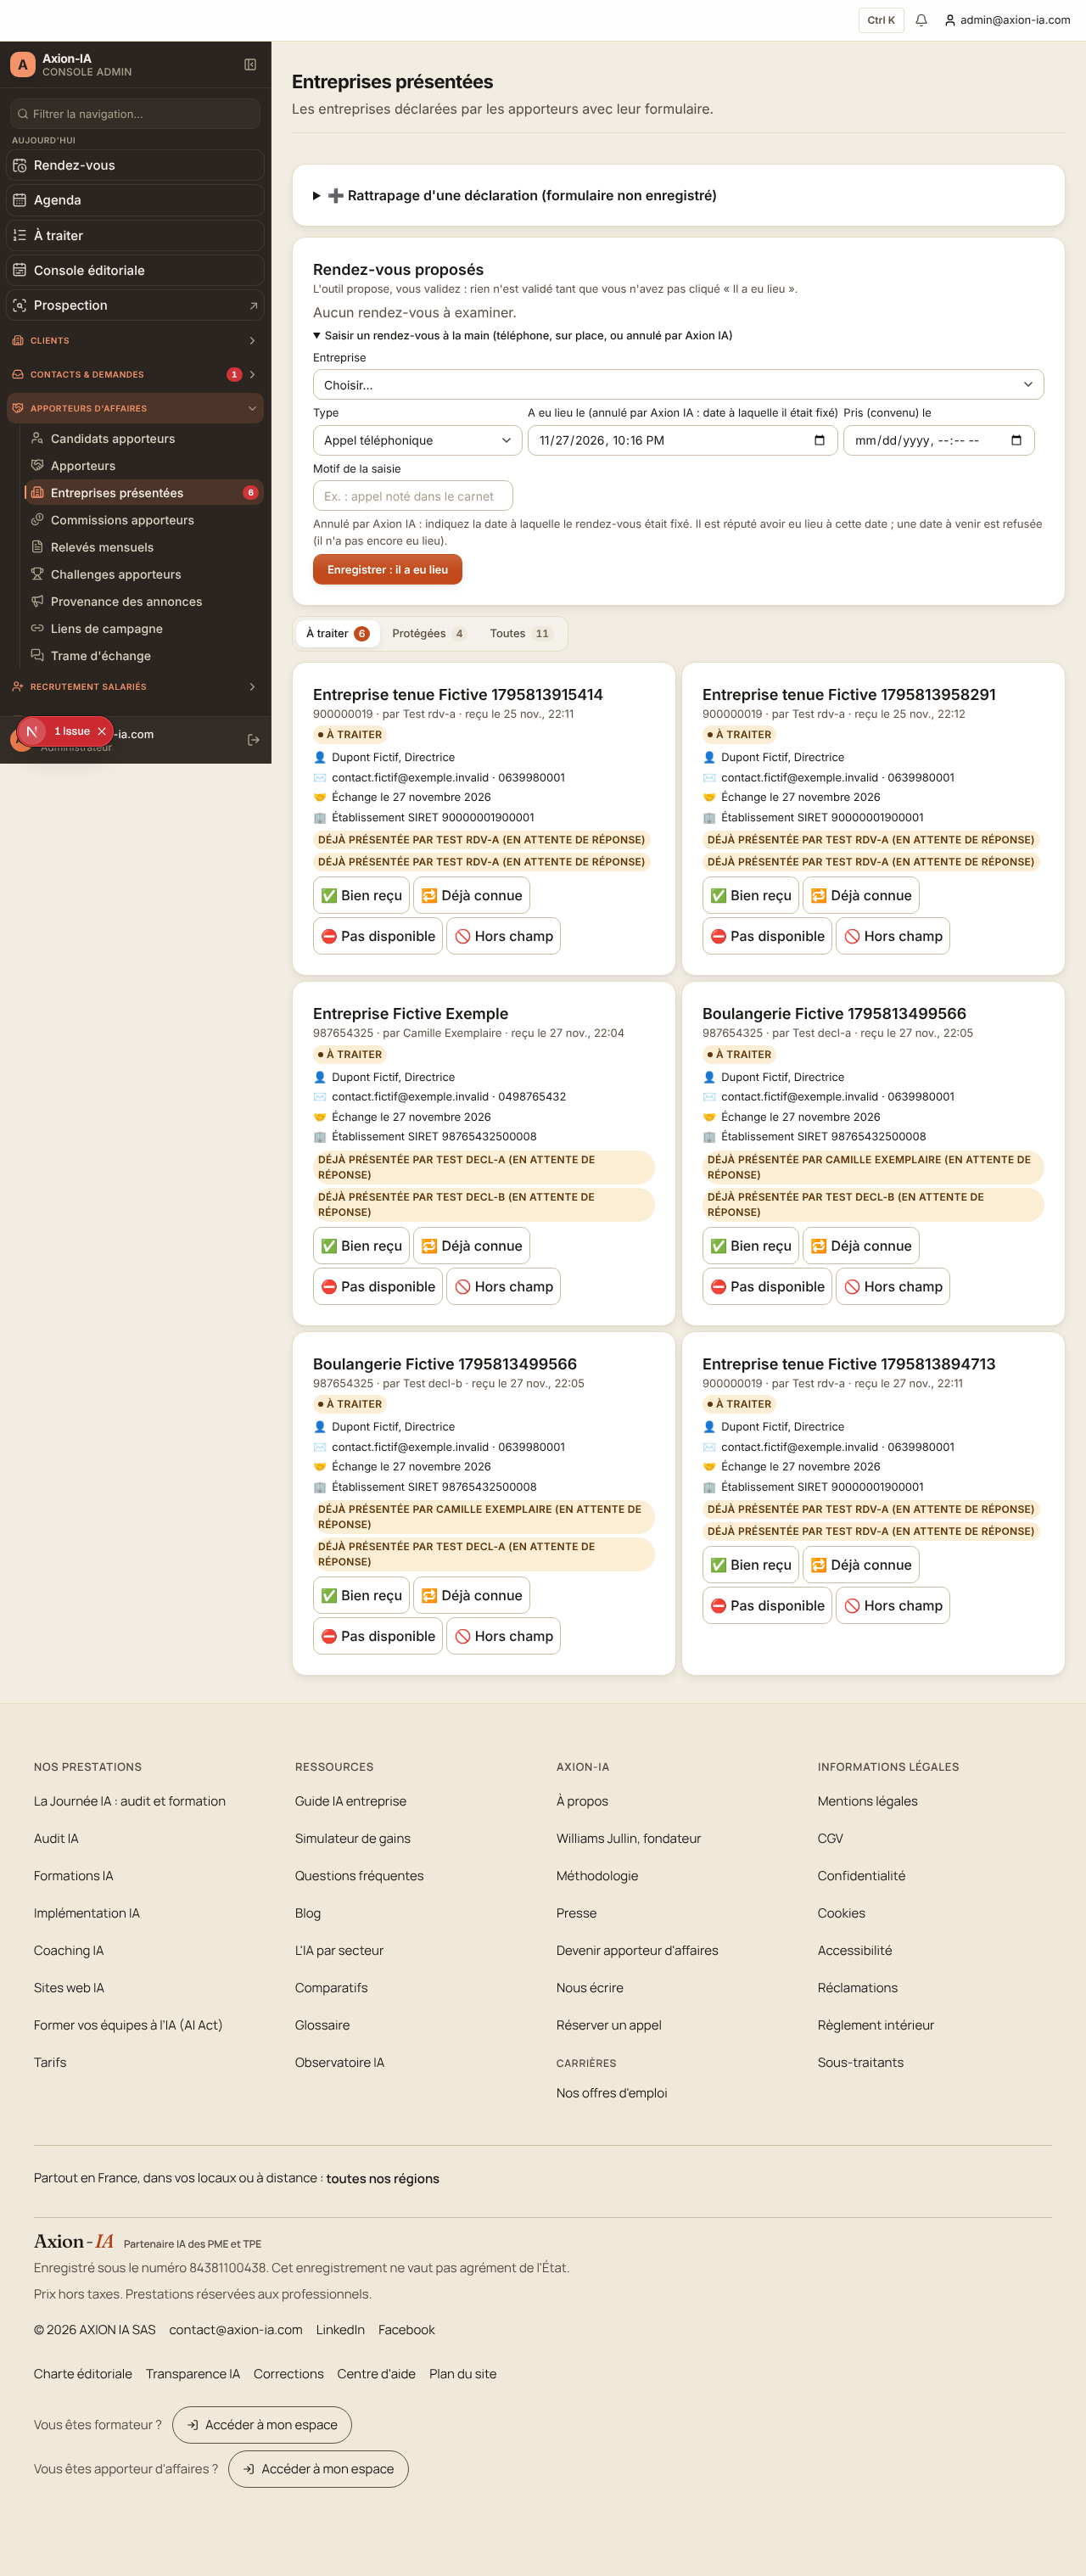 Ctrl K
admin@axion-ia.com
A
Axion-IA
CONSOLE ADMIN
Filtrer la navigation...
AUJOURD'HUI
Rendez-vous
Agenda
À traiter
Console éditoriale
Prospection
CLIENTS
CONTACTS & DEMANDES 1
APPORTEURS D'AFFAIRES
Candidats apporteurs
Apporteurs
Entreprises présentées 6
Commissions apporteurs
Relevés mensuels
Challenges apporteurs
Provenance des annonces
Liens de campagne
Trame d'échange
RECRUTEMENT SALARIÉS
N 1 Issue
-ia.com
Administrateur
Entreprises présentées
Les entreprises déclarées par les apporteurs avec leur formulaire.
Rattrapage d'une déclaration (formulaire non enregistré)
Rendez-vous proposés
L'outil propose, vous validez : rien n'est validé tant que vous n'avez pas cliqué « Il a eu lieu ».
Aucun rendez-vous à examiner.
Saisir un rendez-vous à la main (téléphone, sur place, ou annulé par Axion IA)
Entreprise
Choisir...
Type
A eu lieu le (annulé par Axion IA : date à laquelle il était fixé)
Pris (convenu) le
Appel téléphonique
11/27/2026, 10:16 PM
mm/dd/yyyy, --:-- --
Motif de la saisie
Ex. : appel noté dans le carnet
Annulé par Axion IA : indiquez la date à laquelle le rendez-vous était fixé. Il est réputé avoir eu lieu à cette date ; une date à venir est refusée
(il n'a pas encore eu lieu).
Enregistrer : il a eu lieu
À traiter 6
Protégées 4
Toutes 11
Entreprise tenue Fictive 1795813915414
900000019 · par Test rdv-a · reçu le 25 nov., 22:11
À TRAITER
Dupont Fictif, Directrice
contact.fictif@exemple.invalid · 0639980001
Échange le 27 novembre 2026
Établissement SIRET 90000001900001
DÉJÀ PRÉSENTÉE PAR TEST RDV-A (EN ATTENTE DE RÉPONSE)
DÉJÀ PRÉSENTÉE PAR TEST RDV-A (EN ATTENTE DE RÉPONSE)
Bien reçu
Déjà connue
Pas disponible
Hors champ
Entreprise tenue Fictive 1795813958291
900000019 · par Test rdv-a · reçu le 25 nov., 22:12
À TRAITER
Dupont Fictif, Directrice
contact.fictif@exemple.invalid · 0639980001
Échange le 27 novembre 2026
Établissement SIRET 90000001900001
DÉJÀ PRÉSENTÉE PAR TEST RDV-A (EN ATTENTE DE RÉPONSE)
DÉJÀ PRÉSENTÉE PAR TEST RDV-A (EN ATTENTE DE RÉPONSE)
Bien reçu
Déjà connue
Pas disponible
Hors champ
Entreprise Fictive Exemple
987654325 · par Camille Exemplaire · reçu le 27 nov., 22:04
À TRAITER
Dupont Fictif, Directrice
contact.fictif@exemple.invalid · 0498765432
Échange le 27 novembre 2026
Établissement SIRET 98765432500008
DÉJÀ PRÉSENTÉE PAR TEST DECL-A (EN ATTENTE DE
RÉPONSE)
DÉJÀ PRÉSENTÉE PAR TEST DECL-B (EN ATTENTE DE
RÉPONSE)
Bien reçu
Déjà connue
Pas disponible
Hors champ
Boulangerie Fictive 1795813499566
987654325 · par Test decl-a · reçu le 27 nov., 22:05
À TRAITER
Dupont Fictif, Directrice
contact.fictif@exemple.invalid · 0639980001
Échange le 27 novembre 2026
Établissement SIRET 98765432500008
DÉJÀ PRÉSENTÉE PAR CAMILLE EXEMPLAIRE (EN ATTENTE DE
RÉPONSE)
DÉJÀ PRÉSENTÉE PAR TEST DECL-B (EN ATTENTE DE
RÉPONSE)
Bien reçu
Déjà connue
Pas disponible
Hors champ
Boulangerie Fictive 1795813499566
987654325 · par Test decl-b · reçu le 27 nov., 22:05
À TRAITER
Dupont Fictif, Directrice
contact.fictif@exemple.invalid · 0639980001
Échange le 27 novembre 2026
Établissement SIRET 98765432500008
DÉJÀ PRÉSENTÉE PAR CAMILLE EXEMPLAIRE (EN ATTENTE DE
RÉPONSE)
DÉJÀ PRÉSENTÉE PAR TEST DECL-A (EN ATTENTE DE
RÉPONSE)
Bien reçu
Déjà connue
Pas disponible
Hors champ
Entreprise tenue Fictive 1795813894713
900000019 · par Test rdv-a · reçu le 27 nov., 22:11
À TRAITER
Dupont Fictif, Directrice
contact.fictif@exemple.invalid · 0639980001
Échange le 27 novembre 2026
Établissement SIRET 90000001900001
DÉJÀ PRÉSENTÉE PAR TEST RDV-A (EN ATTENTE DE RÉPONSE)
DÉJÀ PRÉSENTÉE PAR TEST RDV-A (EN ATTENTE DE RÉPONSE)
Bien reçu
Déjà connue
Pas disponible
Hors champ
NOS PRESTATIONS
La Journée IA : audit et formation
Audit IA
Formations IA
Implémentation IA
Coaching IA
Sites web IA
Former vos équipes à l'IA (AI Act)
Tarifs
RESSOURCES
Guide IA entreprise
Simulateur de gains
Questions fréquentes
Blog
L'IA par secteur
Comparatifs
Glossaire
Observatoire IA
AXION-IA
À propos
Williams Jullin, fondateur
Méthodologie
Presse
Devenir apporteur d'affaires
Nous écrire
Réserver un appel
CARRIÈRES
Nos offres d'emploi
INFORMATIONS LÉGALES
Mentions légales
CGV
Confidentialité
Cookies
Accessibilité
Réclamations
Règlement intérieur
Sous-traitants
Partout en France, dans vos locaux ou à distance : toutes nos régions
Axion-IA Partenaire IA des PME et TPE
Enregistré sous le numéro 84381100438. Cet enregistrement ne vaut pas agrément de l'État.
Prix hors taxes. Prestations réservées aux professionnels.
© 2026 AXION IA SAS contact@axion-ia.com LinkedIn Facebook
Charte éditoriale Transparence IA Corrections Centre d'aide Plan du site
Vous êtes formateur ? Accéder à mon espace
Vous êtes apporteur d'affaires ? Accéder à mon espace